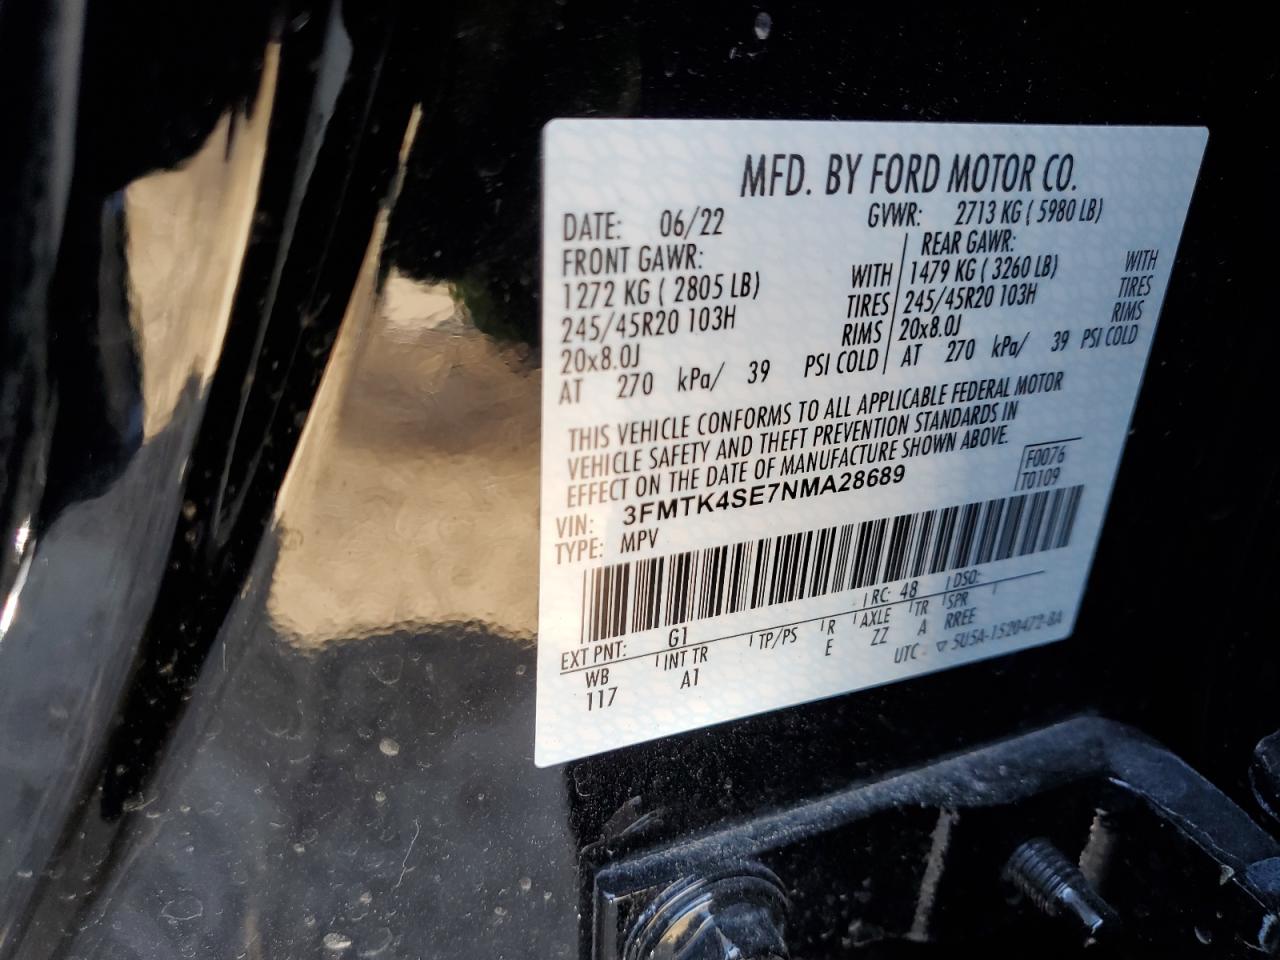 MFD. BY FORD MOTOR CO.
DATE: 06/22 GVWR: 2713 KG ( 5980 LB)
FRONT GAWR: REAR GAWR:
1272 KG ( 2805 LB) WITH 1479 KG ( 3260 LB) WITH
245/45R20 103H TIRES 245/45R20 103H TIRES
20x8.0J RIMS 20x8.0J RIMS
AT 270 kPa/ 39 PSI COLD AT 270 kPa/ 39 PSI COLD
THIS VEHICLE CONFORMS TO ALL APPLICABLE FEDERAL MOTOR
VEHICLE SAFETY AND THEFT PREVENTION STANDARDS IN
EFFECT ON THE DATE OF MANUFACTURE SHOWN ABOVE.
F0076
VIN: 3FMTK4SE7NMA28689 T0109
TYPE: MPV
EXT PNT: G1 RC: 48 DSO:
WB INT TR TP/PS R AXLE TR SPR
117 A1 E ZZ A RREE
UTC ▽ 5U5A-1520472-BA